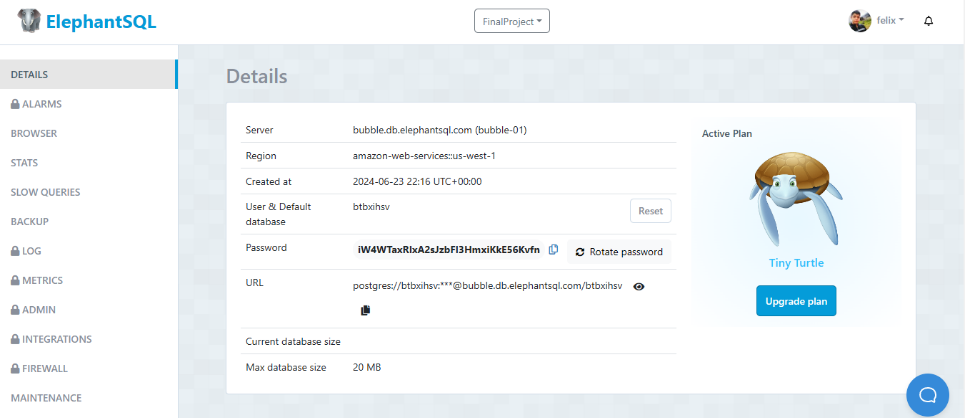 ElephantSQL
FinalProject
felix
DETAILS
ALARMS
BROWSER
STATS
SLOW QUERIES
BACKUP
LOG
METRICS
ADMIN
INTEGRATIONS
FIREWALL
MAINTENANCE
Details
Server bubble.db.elephantsql.com (bubble-01)
Region amazon-web-services::us-west-1
Created at 2024-06-23 22:16 UTC+00:00
User & Default
database
btbxihsv
Reset
Password iW4WTaxRlxA2sJzbFl3HmxiKkE56Kvfn Rotate password
URL postgres://btbxihsv:***@bubble.db.elephantsql.com/btbxihsv
Current database size
Max database size 20 MB
Active Plan
Tiny Turtle
Upgrade plan